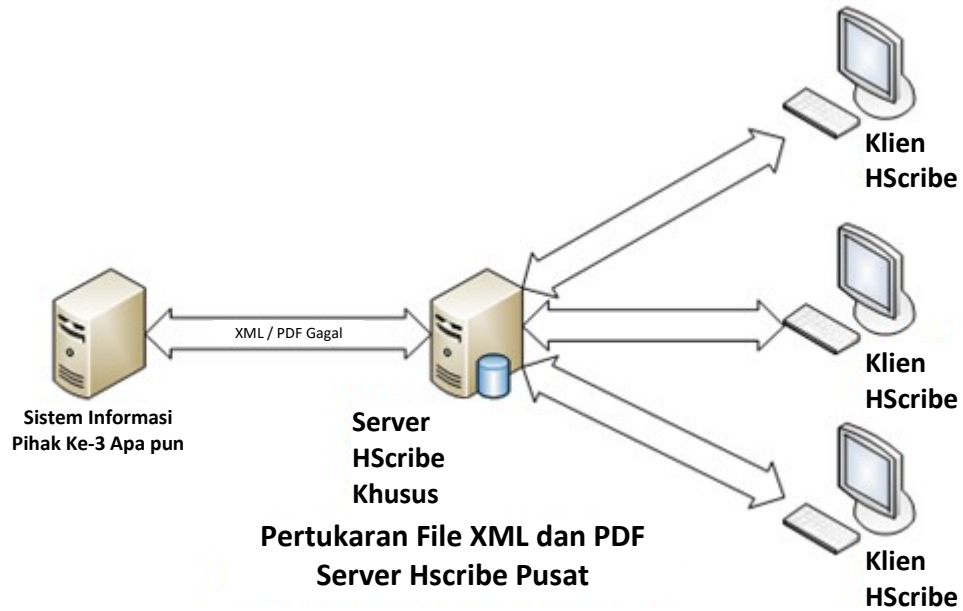 Klien
HScribe
XML / PDF Gagal
Klien
HScribe
Sistem Informasi
Pihak Ke-3 Apa pun
Server
HScribe
Khusus
Pertukaran File XML dan PDF
Server Hscribe Pusat
Klien
HScribe